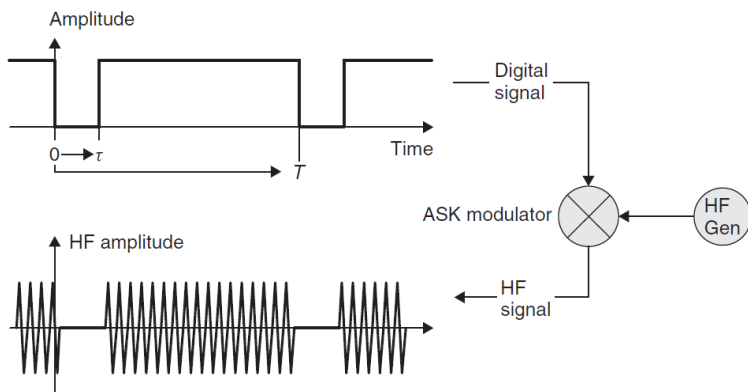 Amplitude
0
τ
T
Time
Digital
signal
ASK modulator
HF
Gen
HF amplitude
HF
signal